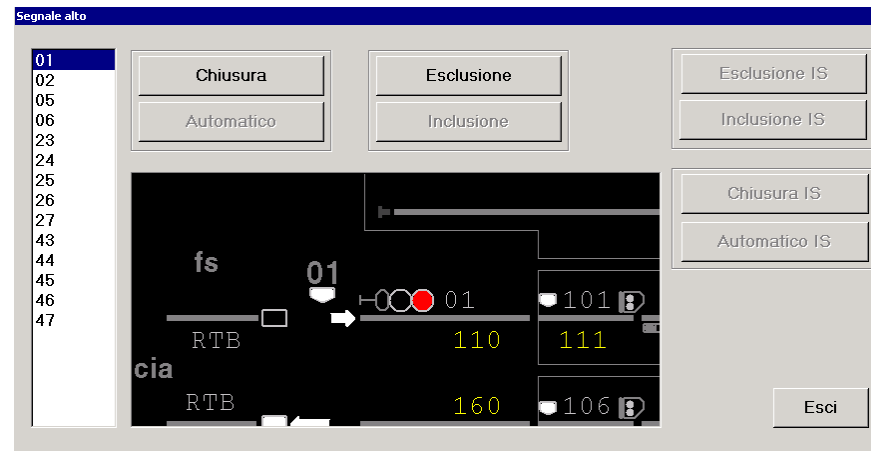 Segnale alto
01
02
05
06
23
24
25
26
27
43
44
45
46
47
Chiusura
Automatico
Esclusione
Inclusione
Esclusione IS
Inclusione IS
Chiusura IS
Automatico IS
fs
01
01
101
RTB
110
111
cia
RTB
160
106
Esci